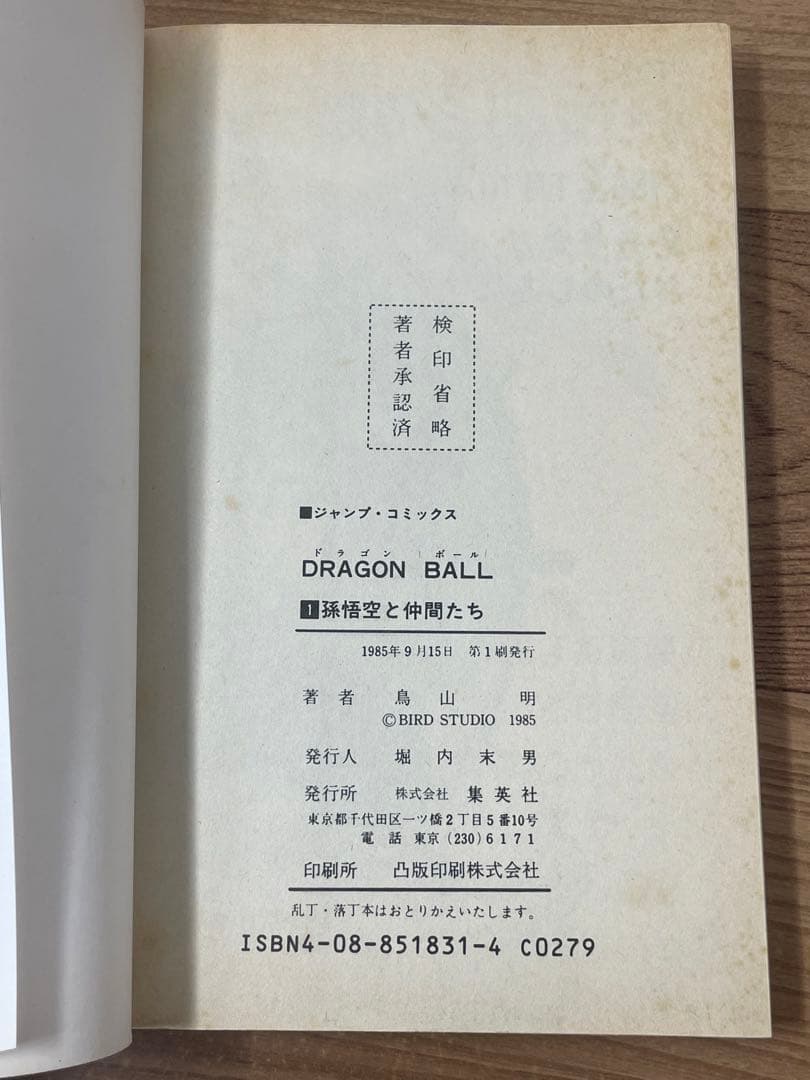 検印省略
著者承認済
■ジャンプ・コミックス
ドラゴン ボール
DRAGON BALL
1孫悟空と仲間たち
1985年9月15日 第1刷発行
著者 鳥山 明
©BIRD STUDIO 1985
発行人 堀内末男
発行所 株式会社 集英社
東京都千代田区一ツ橋2丁目5番10号
電話 東京(230)6171
印刷所 凸版印刷株式会社
乱丁・落丁本はおとりかえいたします。
ISBN4-08-851831-4 C0279